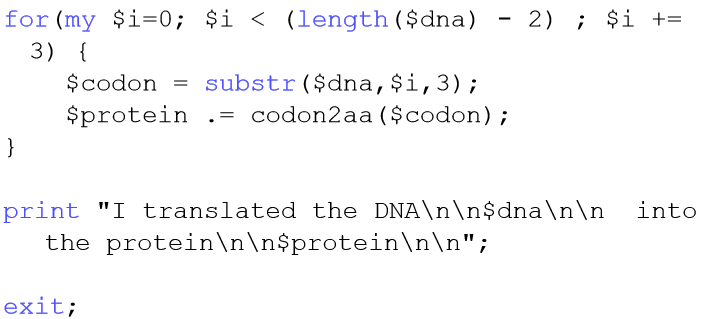 for(my $i=0; $i < (length($dna) - 2) ; $i +=
3) {
$codon = substr($dna,$i,3);
$protein .= codon2aa($codon);
}
print "I translated the DNA\n\n$dna\n\n  into
the protein\n\n$protein\n\n";
exit;